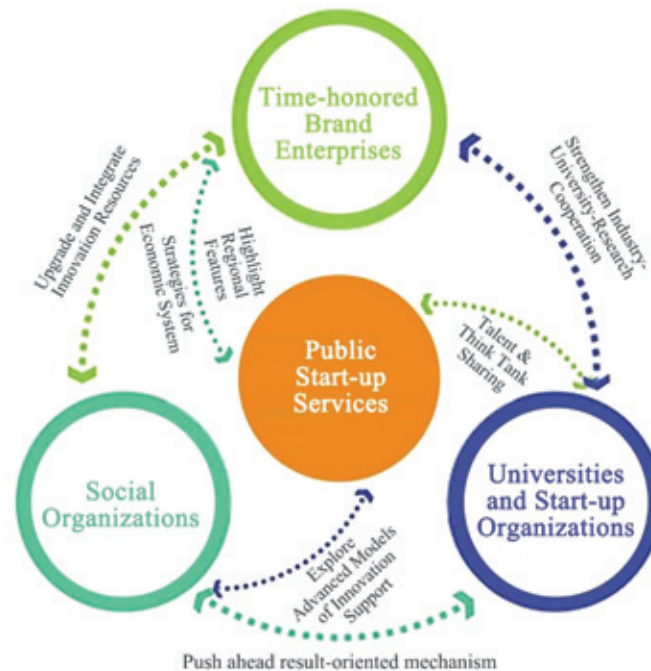 Time-honored
Brand
Enterprises
Upgrade and Integrate
Innovation Resources
Strategies for
Economic System
Highlight
Regional
Features
Strengthen Industry-
University-Research
Cooperation
Talent &
Think Tank
Sharing
Public
Start-up
Services
Social
Organizations
Universities
and Start-up
Organizations
Explore
Advanced Models
of Innovation
Support
Push ahead result-oriented mechanism